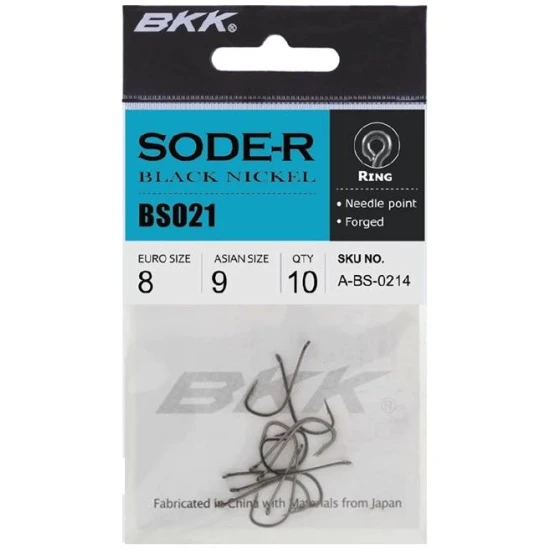 BKK®
SODE-R
BLACK NICKEL
BS021
RING
• Needle point
• Forged
EURO SIZE
8
ASIAN SIZE
9
QTY
10
SKU NO.
A-BS-0214
BKK
Fabricated in China with Materials from Japan